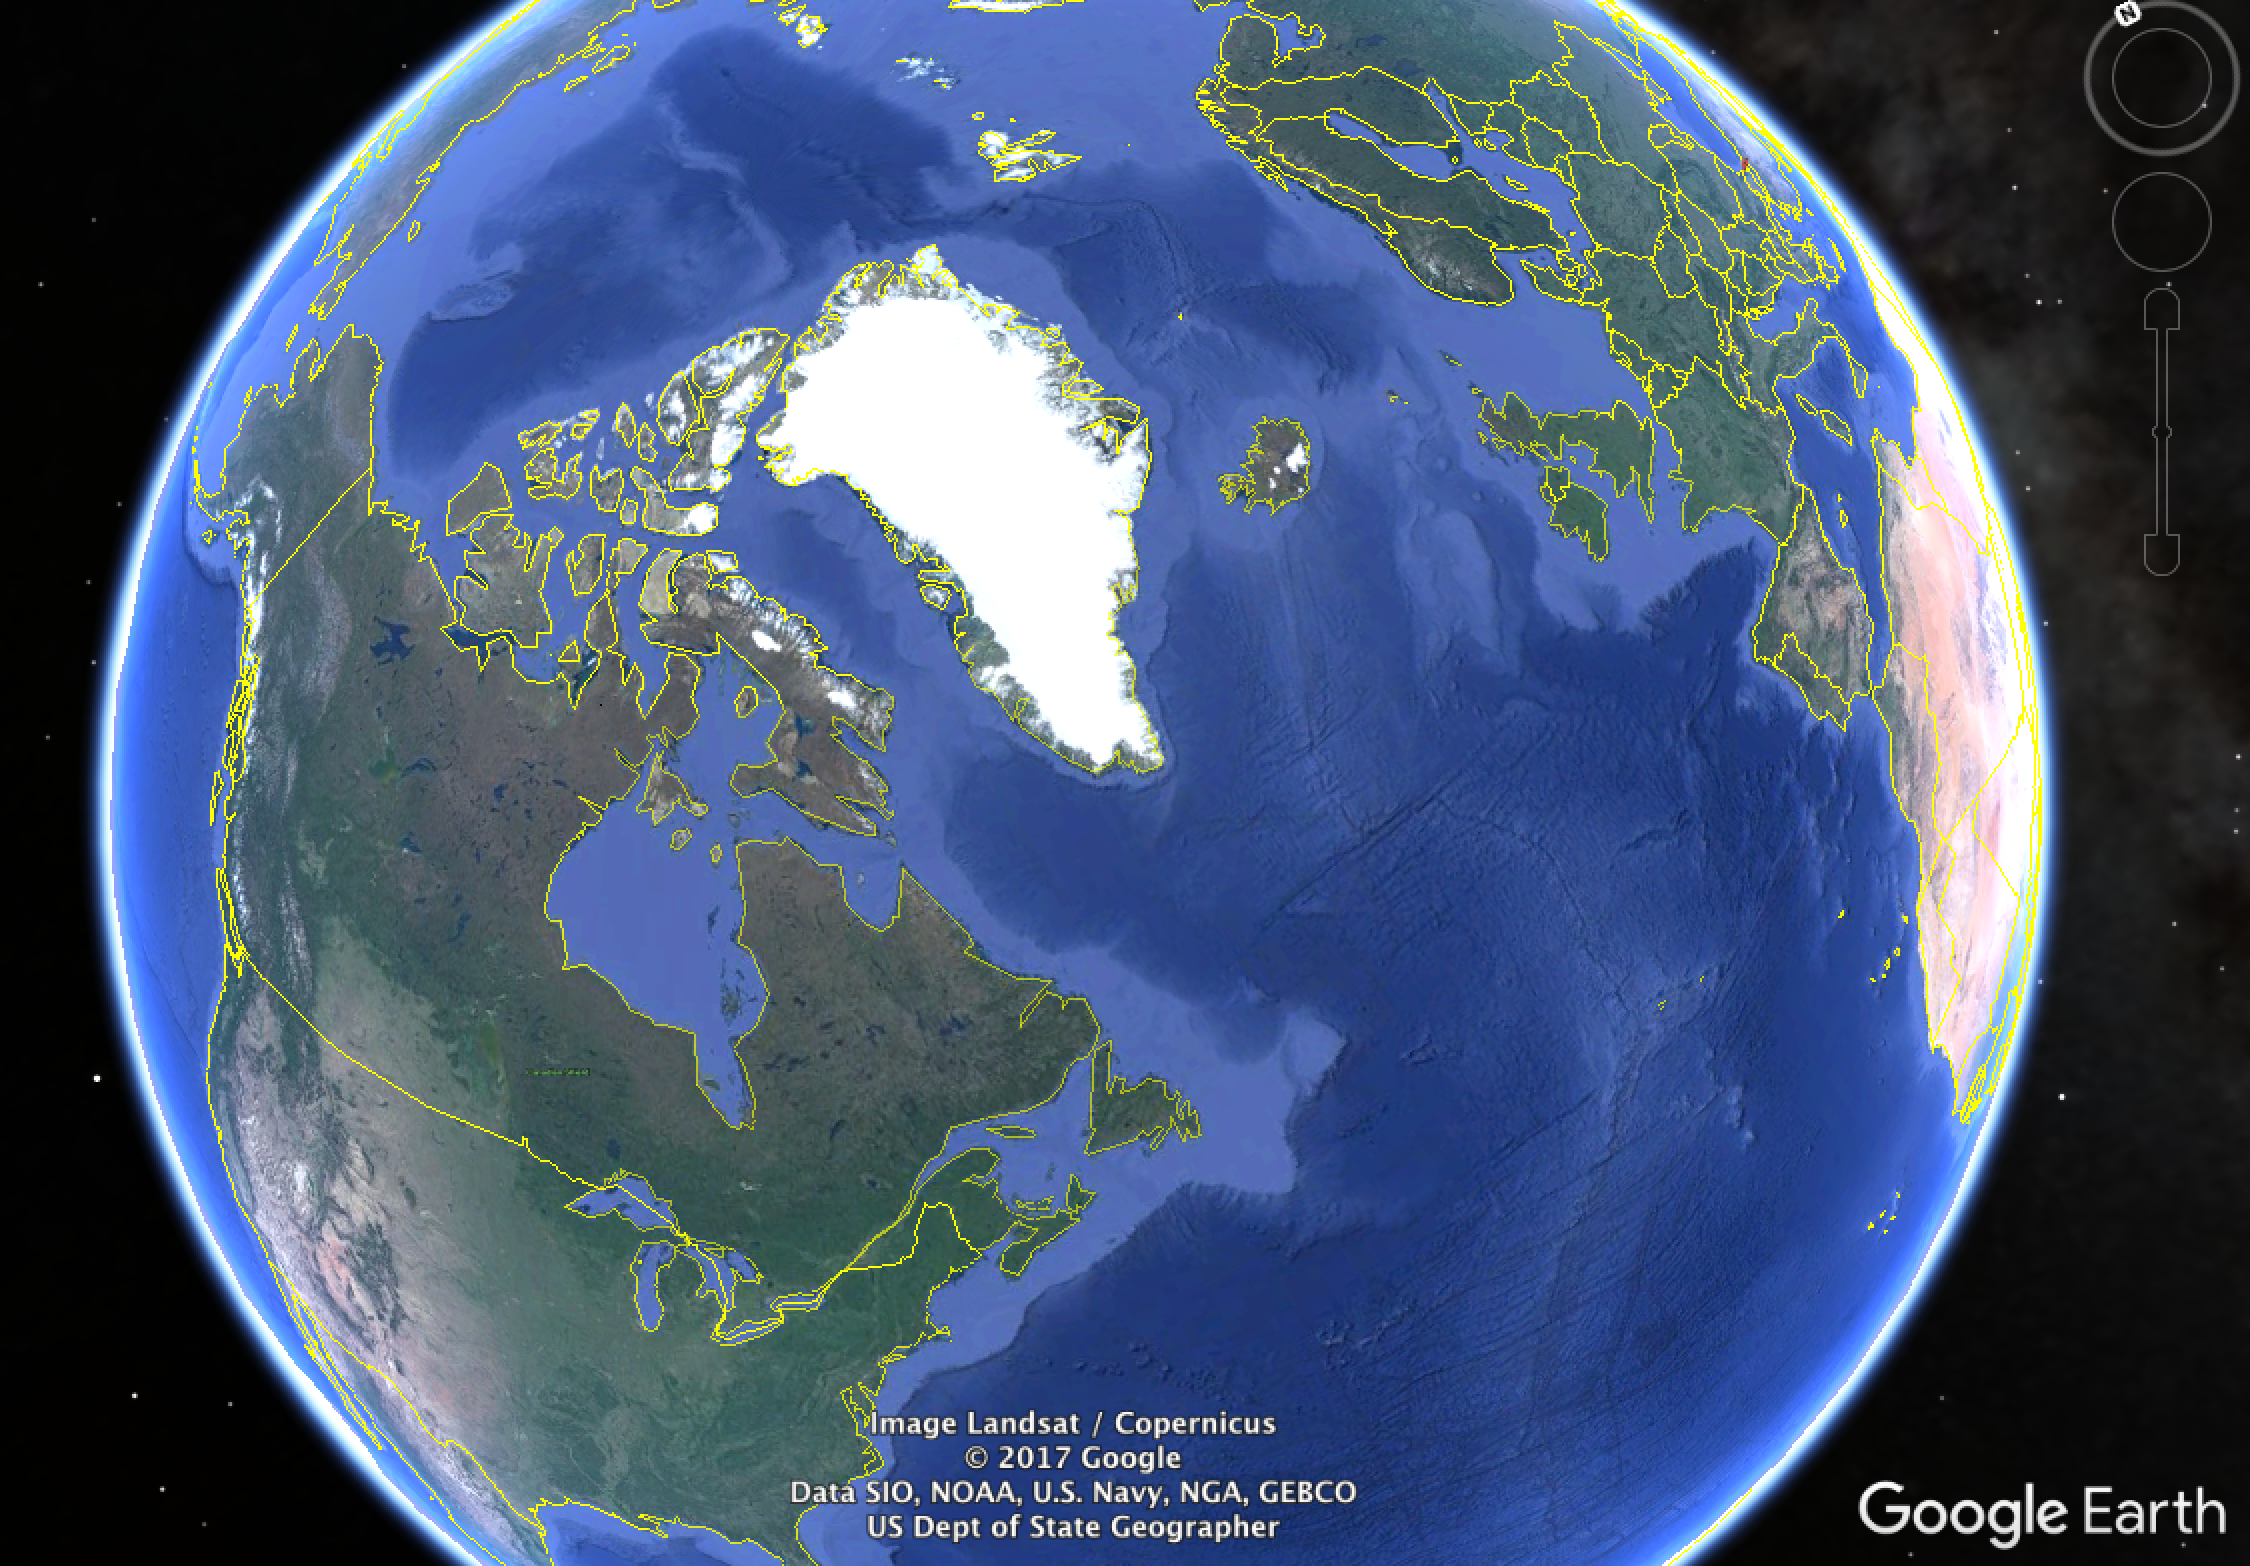 N
Image Landsat / Copernicus
© 2017 Google
Data SIO, NOAA, U.S. Navy, NGA, GEBCO
US Dept of State Geographer
Google Earth